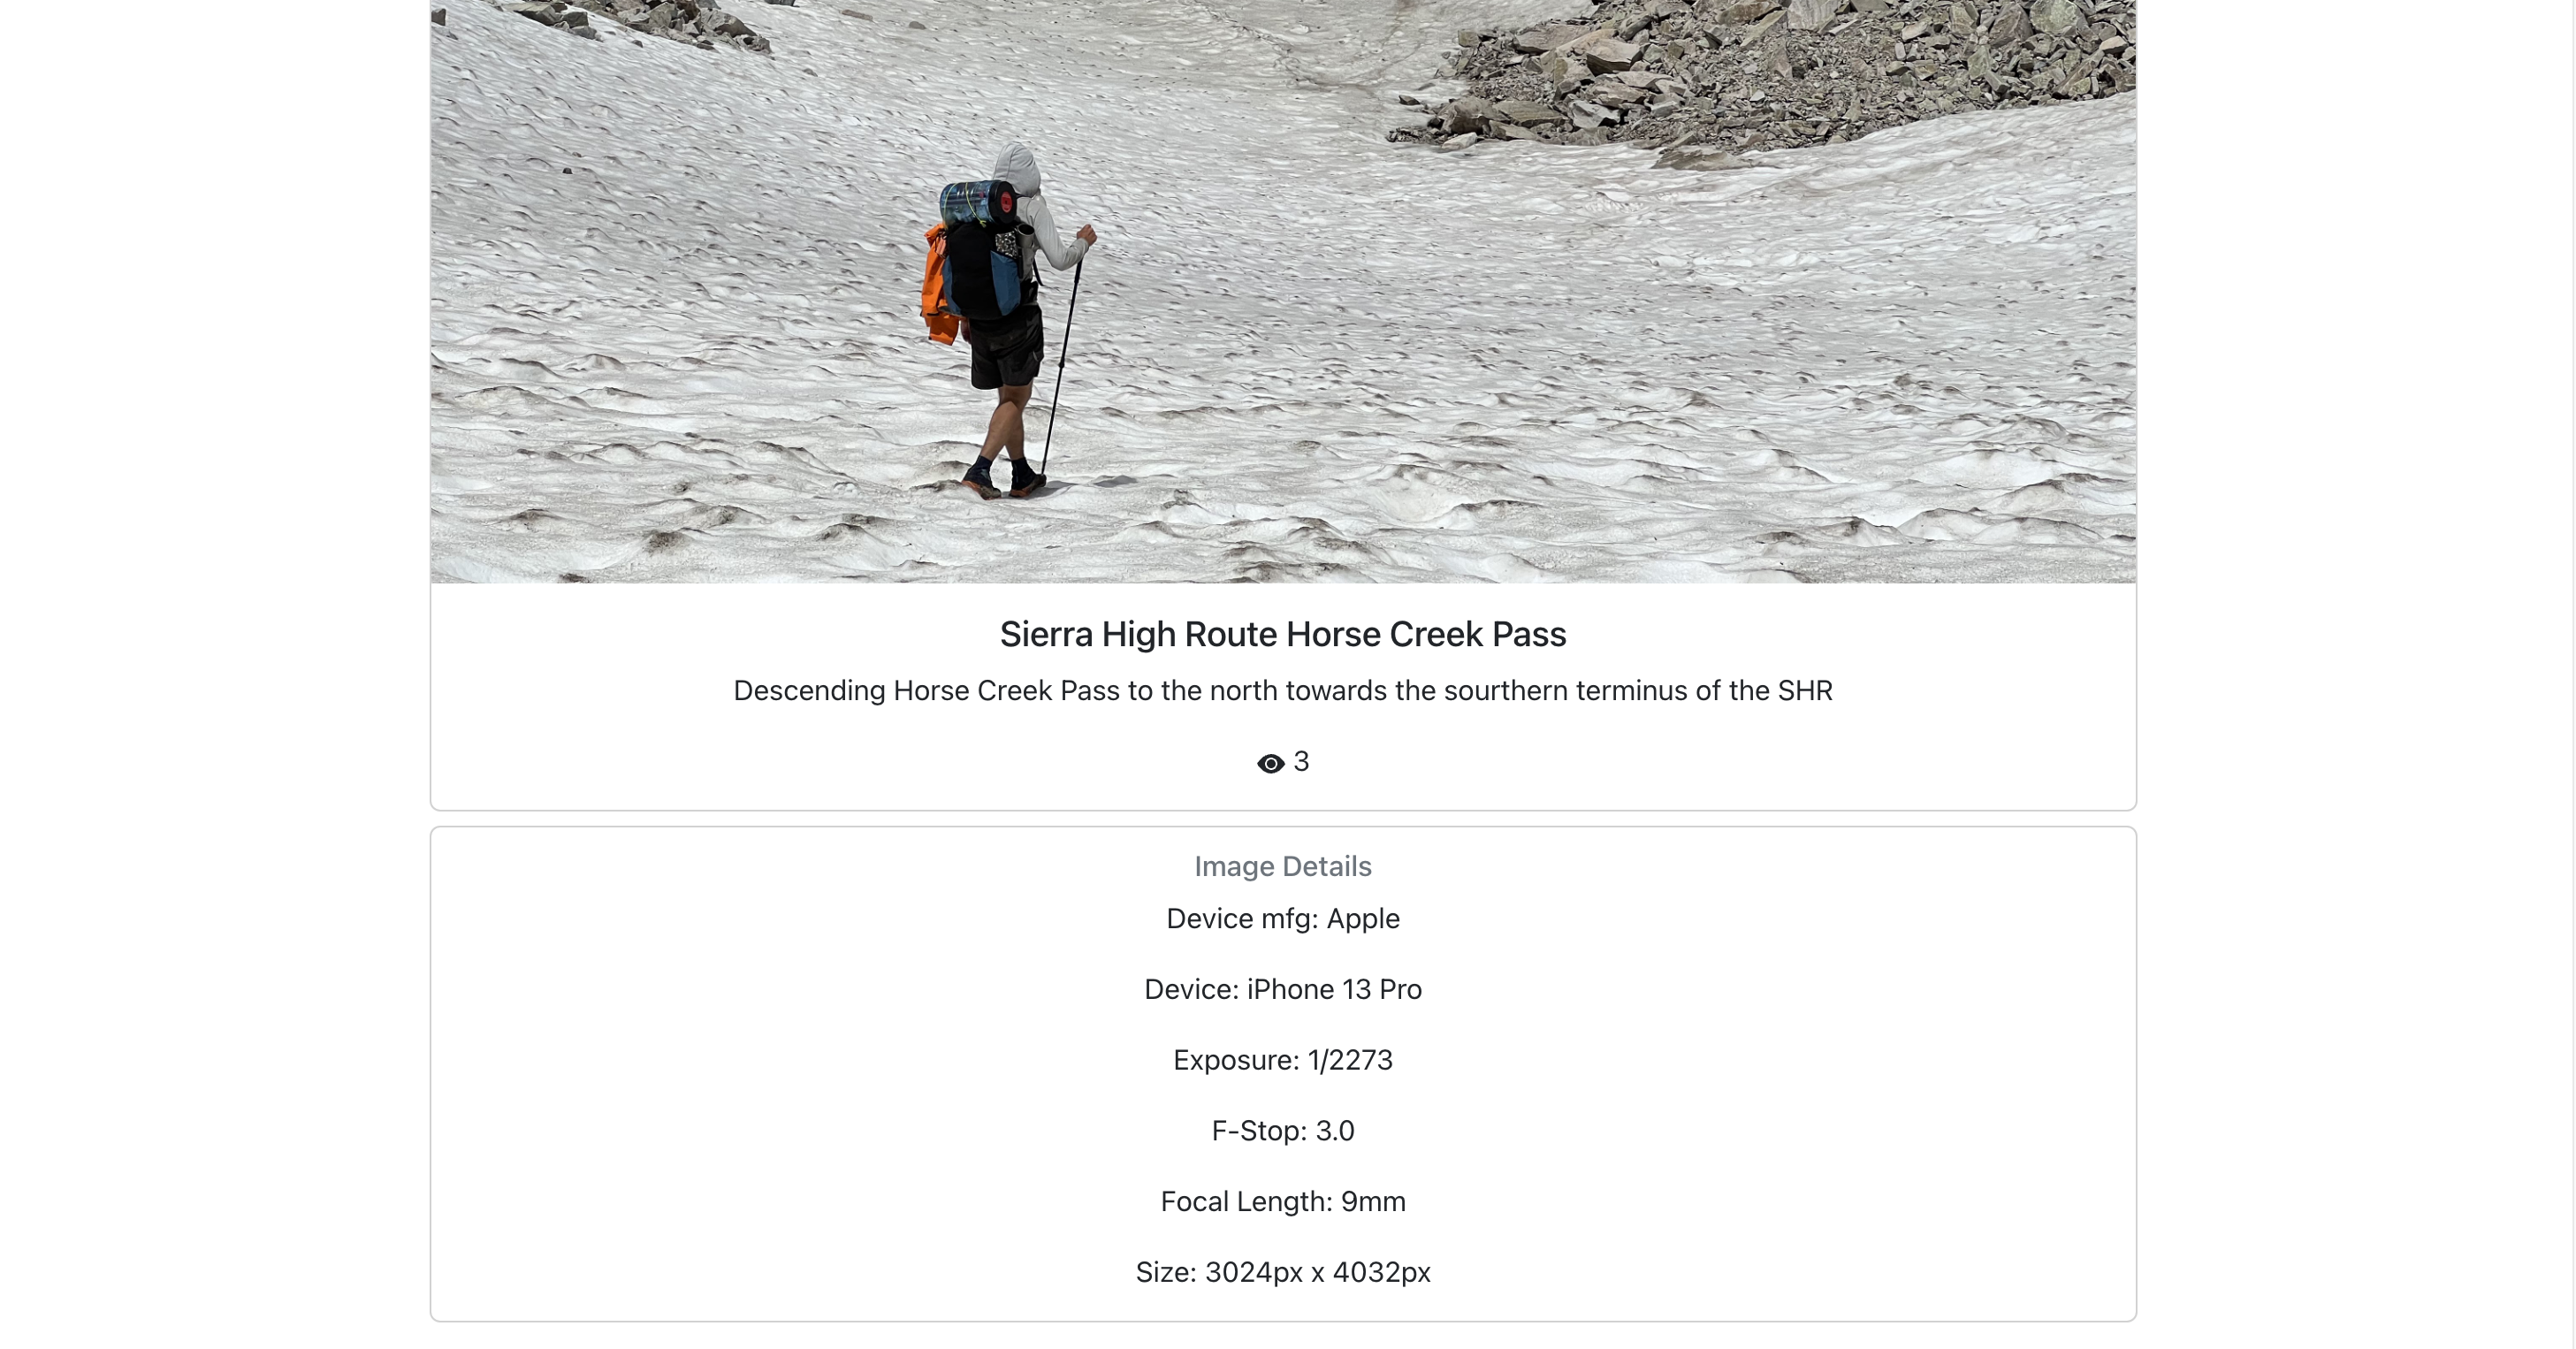 Sierra High Route Horse Creek Pass
Descending Horse Creek Pass to the north towards the sourthern terminus of the SHR
3
Image Details
Device mfg: Apple
Device: iPhone 13 Pro
Exposure: 1/2273
F-Stop: 3.0
Focal Length: 9mm
Size: 3024px x 4032px